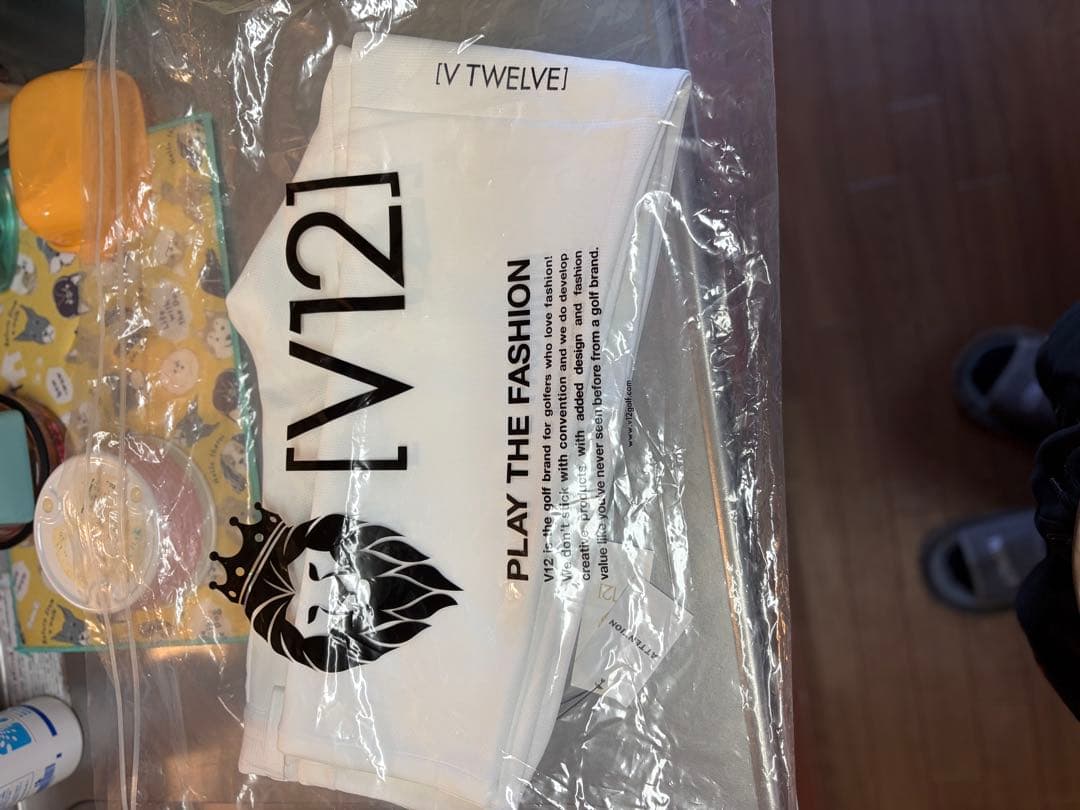 [V TWELVE]
[V12]
PLAY THE FASHION
V12 is the golf brand for golfers who love fashion!
We don't stick with convention and we do develop
creative products with added design and fashion
value like you've never seen before from a golf brand.
www.v12golf.com
12]
ATTENTION